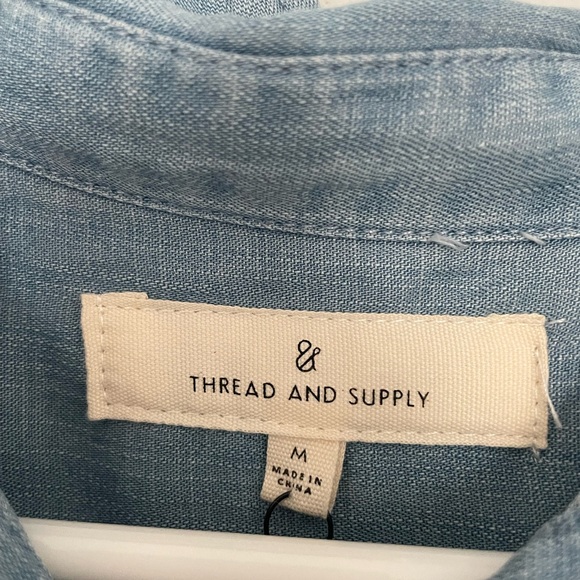 &
THREAD AND SUPPLY
M
MADE IN
CHINA